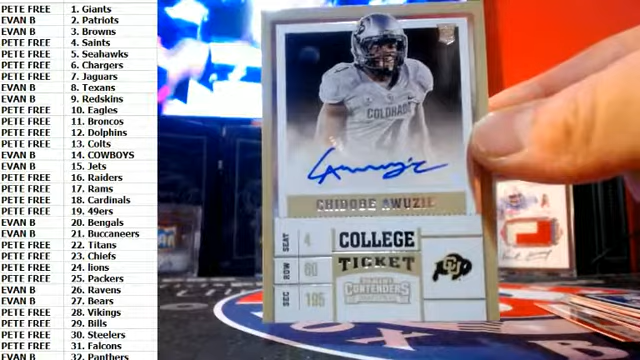 PETE FREE 1. Giants
EVAN B 2. Patriots
EVAN B 3. Browns
PETE FREE 4. Saints
PETE FREE 5. Seahawks
PETE FREE 6. Chargers
PETE FREE 7. Jaguars
EVAN B 8. Texans
EVAN B 9. Redskins
PETE FREE 10. Eagles
PETE FREE 11. Broncos
PETE FREE 12. Dolphins
PETE FREE 13. Colts
EVAN B 14. COWBOYS
EVAN B 15. Jets
PETE FREE 16. Raiders
PETE FREE 17. Rams
PETE FREE 18. Cardinals
PETE FREE 19. 49ers
EVAN B 20. Bengals
EVAN B 21. Buccaneers
PETE FREE 22. Titans
PETE FREE 23. Chiefs
PETE FREE 24. lions
PETE FREE 25. Packers
EVAN B 26. Ravens
EVAN B 27. Bears
PETE FREE 28. Vikings
PETE FREE 29. Bills
PETE FREE 30. Steelers
PETE FREE 31. Falcons
EVAN B 32. Panthers
COLORADO
CHIDOBE AWUZIE
SEAT 4
ROW 60
SEC 195
COLLEGE
TICKET
PANINI
CONTENDERS
CU